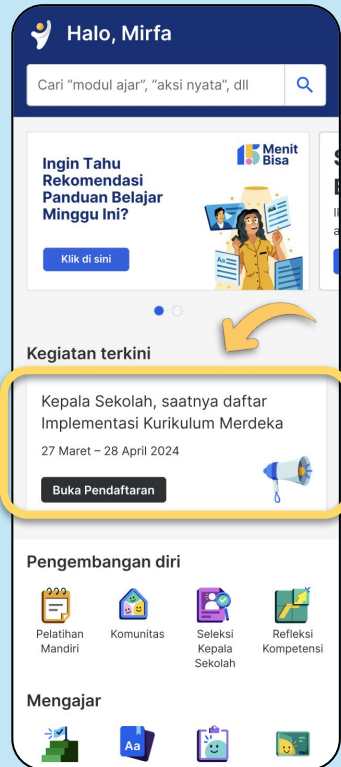 Halo, Mirfa
Cari "modul ajar", "aksi nyata", dll
Ingin Tahu
Rekomendasi
Panduan Belajar
Minggu Ini?
15 Menit
Bisa
Klik di sini
Kegiatan terkini
Kepala Sekolah, saatnya daftar
Implementasi Kurikulum Merdeka
27 Maret – 28 April 2024
Buka Pendaftaran
Pengembangan diri
Pelatihan
Mandiri
Komunitas
Seleksi
Kepala
Sekolah
Refleksi
Kompetensi
Mengajar
Aa